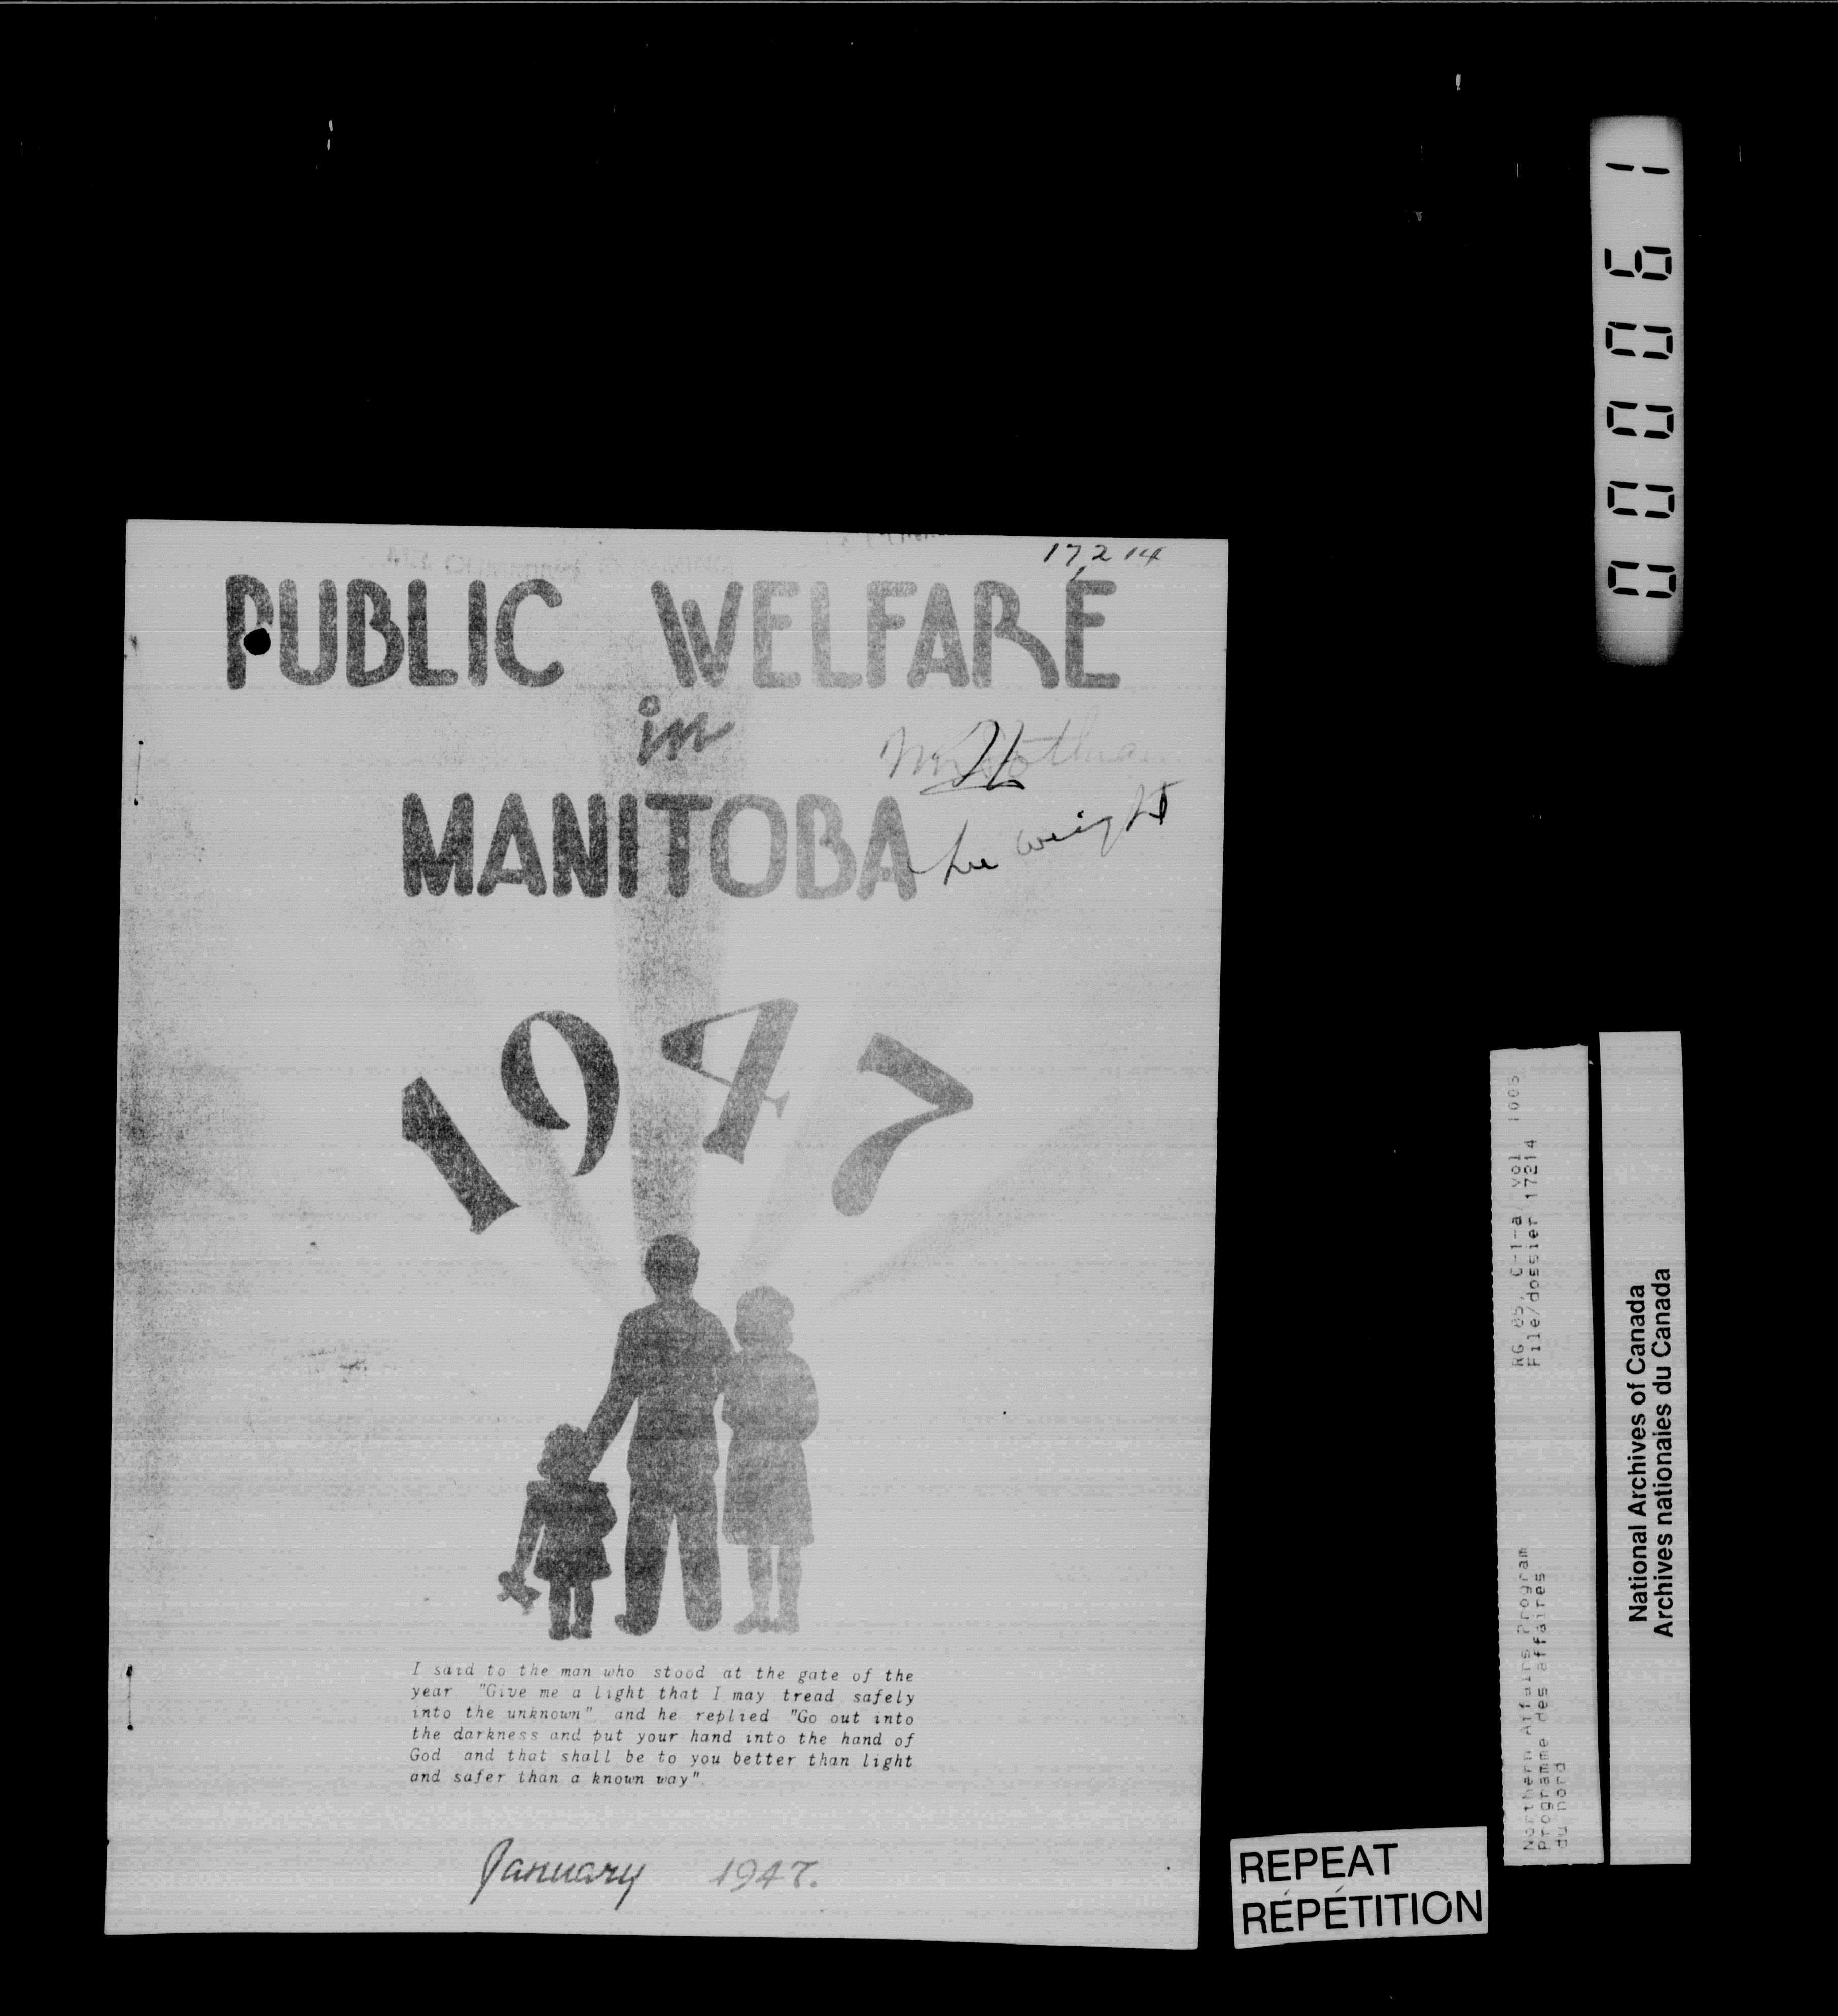 17,214
PUBLIC WELFARE
in
MANITOBA
1947
I said to the man who stood at the gate of the
year "Give me a light that I may tread safely
into the unknown" and he replied "Go out into
the darkness and put your hand into the hand of
God and that shall be to you better than light
and safer than a known way".
January 1947.
REPEAT
RÉPÉTITION
000061
RG 85, C-1-a, vol. 1003
File/dossier 17214
Northern Affairs Program
Programme des affaires
du nord
National Archives of Canada
Archives nationales du Canada